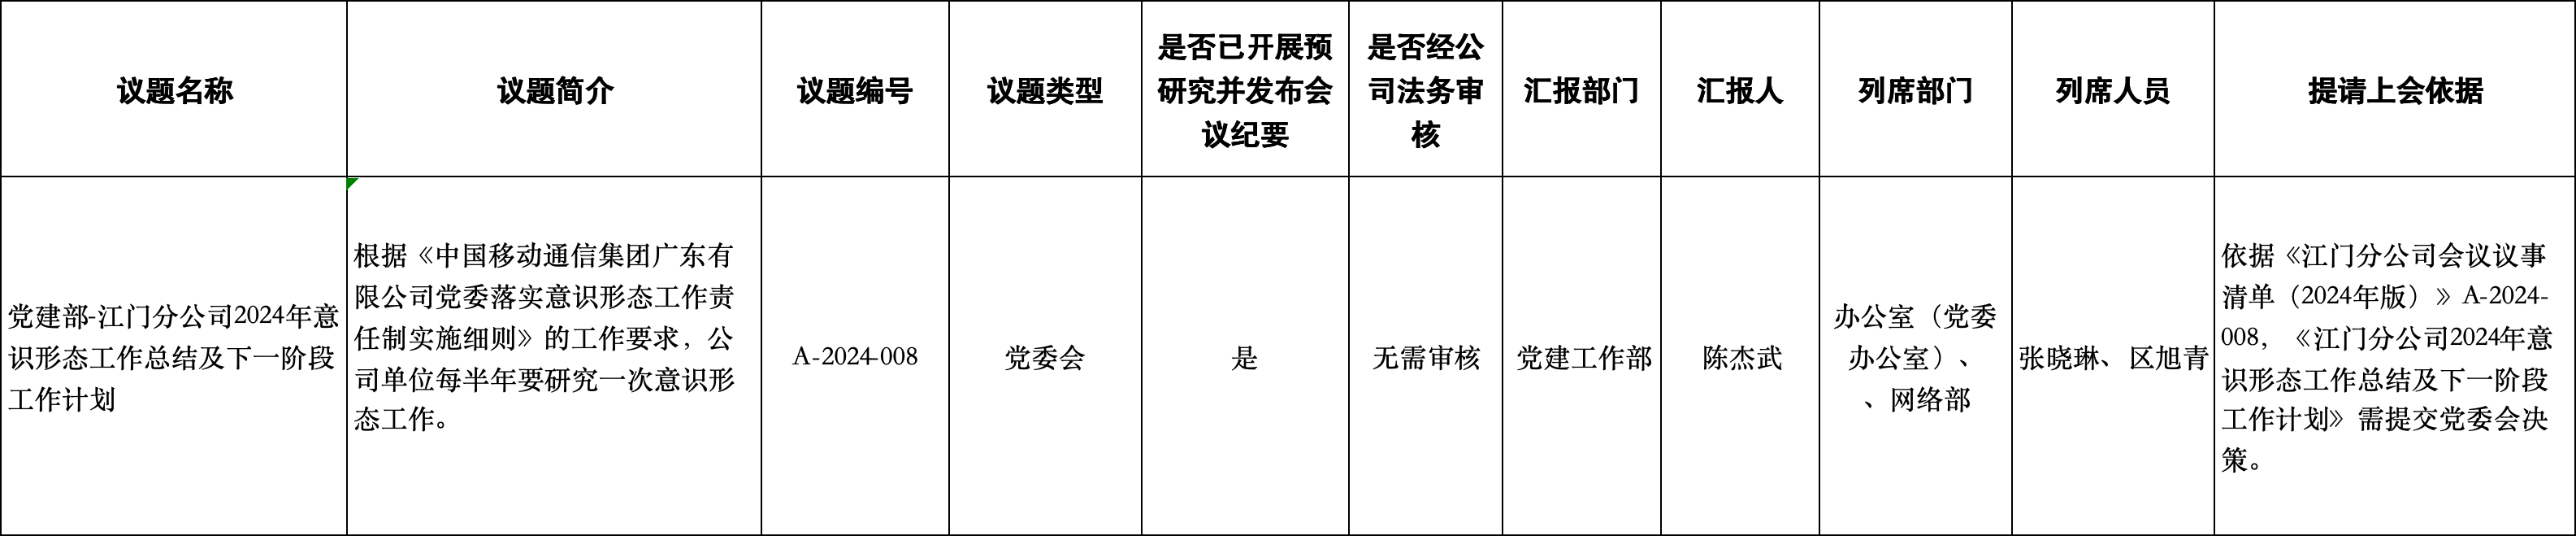 议题名称
议题简介
议题编号
议题类型
是否已开展预
研究并发布会
议纪要
是否经公
司法务审
核
汇报部门
汇报人
列席部门
列席人员
提请上会依据
党建部-江门分公司2024年意
识形态工作总结及下一阶段
工作计划
根据《中国移动通信集团广东有
限公司党委落实意识形态工作责
任制实施细则》的工作要求，公
司单位每半年要研究一次意识形
态工作。
A-2024-008
党委会
是
无需审核
党建工作部
陈杰武
办公室（党委
办公室）、
、网络部
张晓琳、区旭青
依据《江门分公司会议议事
清单（2024年版）》A-2024-
008，《江门分公司2024年意
识形态工作总结及下一阶段
工作计划》需提交党委会决
策。